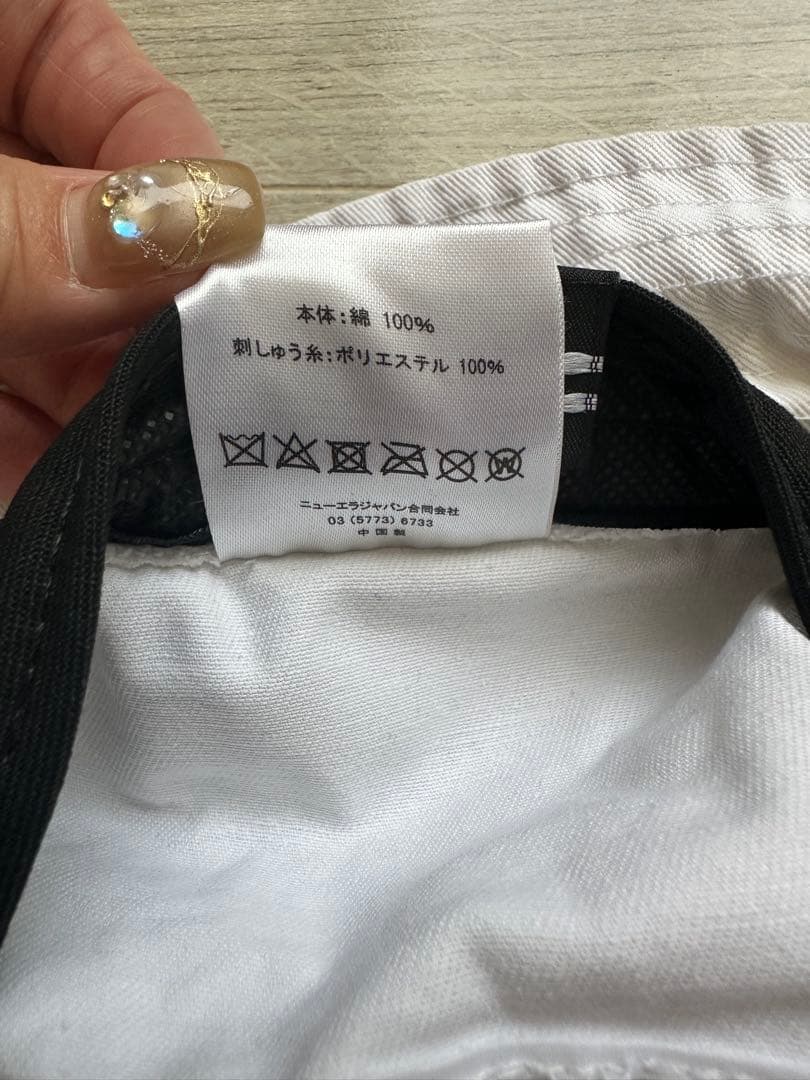 本体:綿 100%
刺しゅう糸:ポリエステル 100%
W
ニューエラジャパン合同会社
03 (5773) 6733
中国製